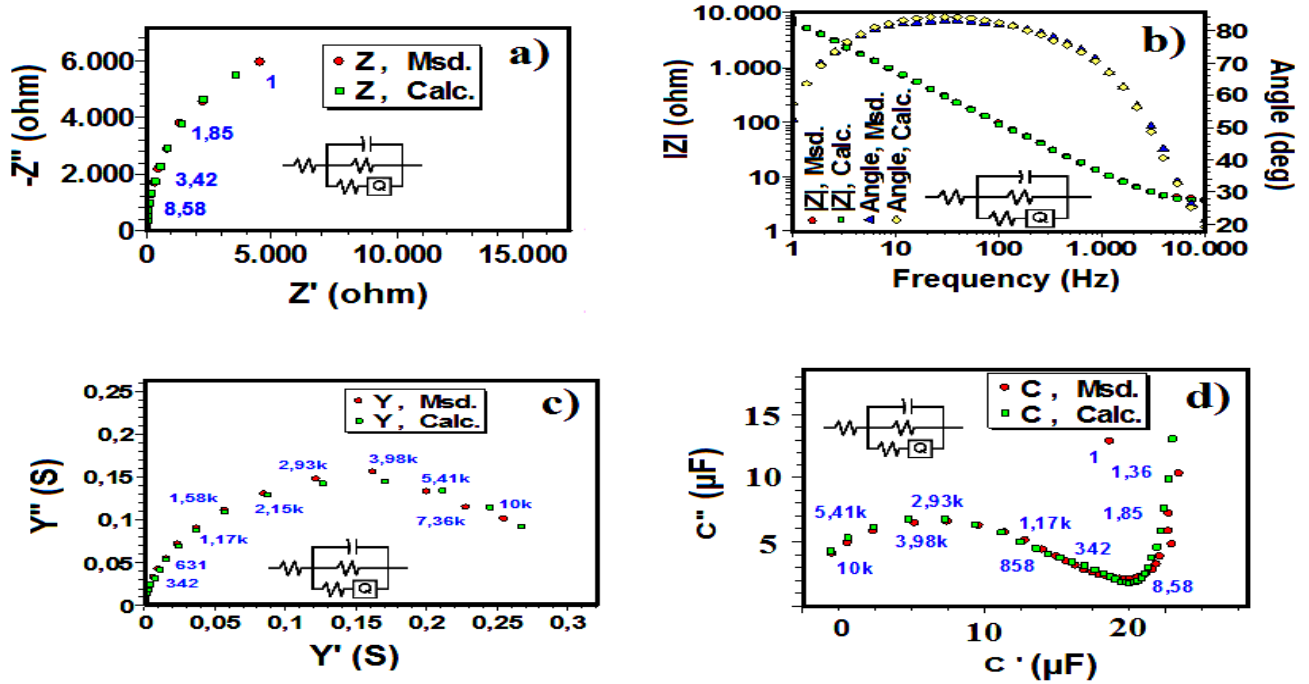 a)
6.000
4.000
2.000
0
-Z" (ohm)
Z, Msd.
Z, Calc.
1
1,85
3,42
8,58
Q
0
5.000
10.000
15.000
Z' (ohm)
b)
10.000
1.000
100
10
1
IZI (ohm)
80
70
60
50
40
30
20
Angle (deg)
|Z|, Msd.
|Z|, Calc.
Angle, Msd.
Angle, Calc.
Q
1
10
100
1.000
10.000
Frequency (Hz)
c)
0,25
0,2
0,15
0,1
0,05
0
Y" (S)
Y, Msd.
Y, Calc.
3,98k
2,93k
5,41k
1,58k
2,15k
7,36k
10k
1,17k
631
342
Q
0
0,05
0,1
0,15
0,2
0,25
0,3
Y' (S)
d)
15
10
5
C" (µF)
C, Msd.
C, Calc.
Q
1
1,36
5,41k
2,93k
1,85
3,98k
1,17k
342
10k
858
8,58
0
10
20
C ' (µF)